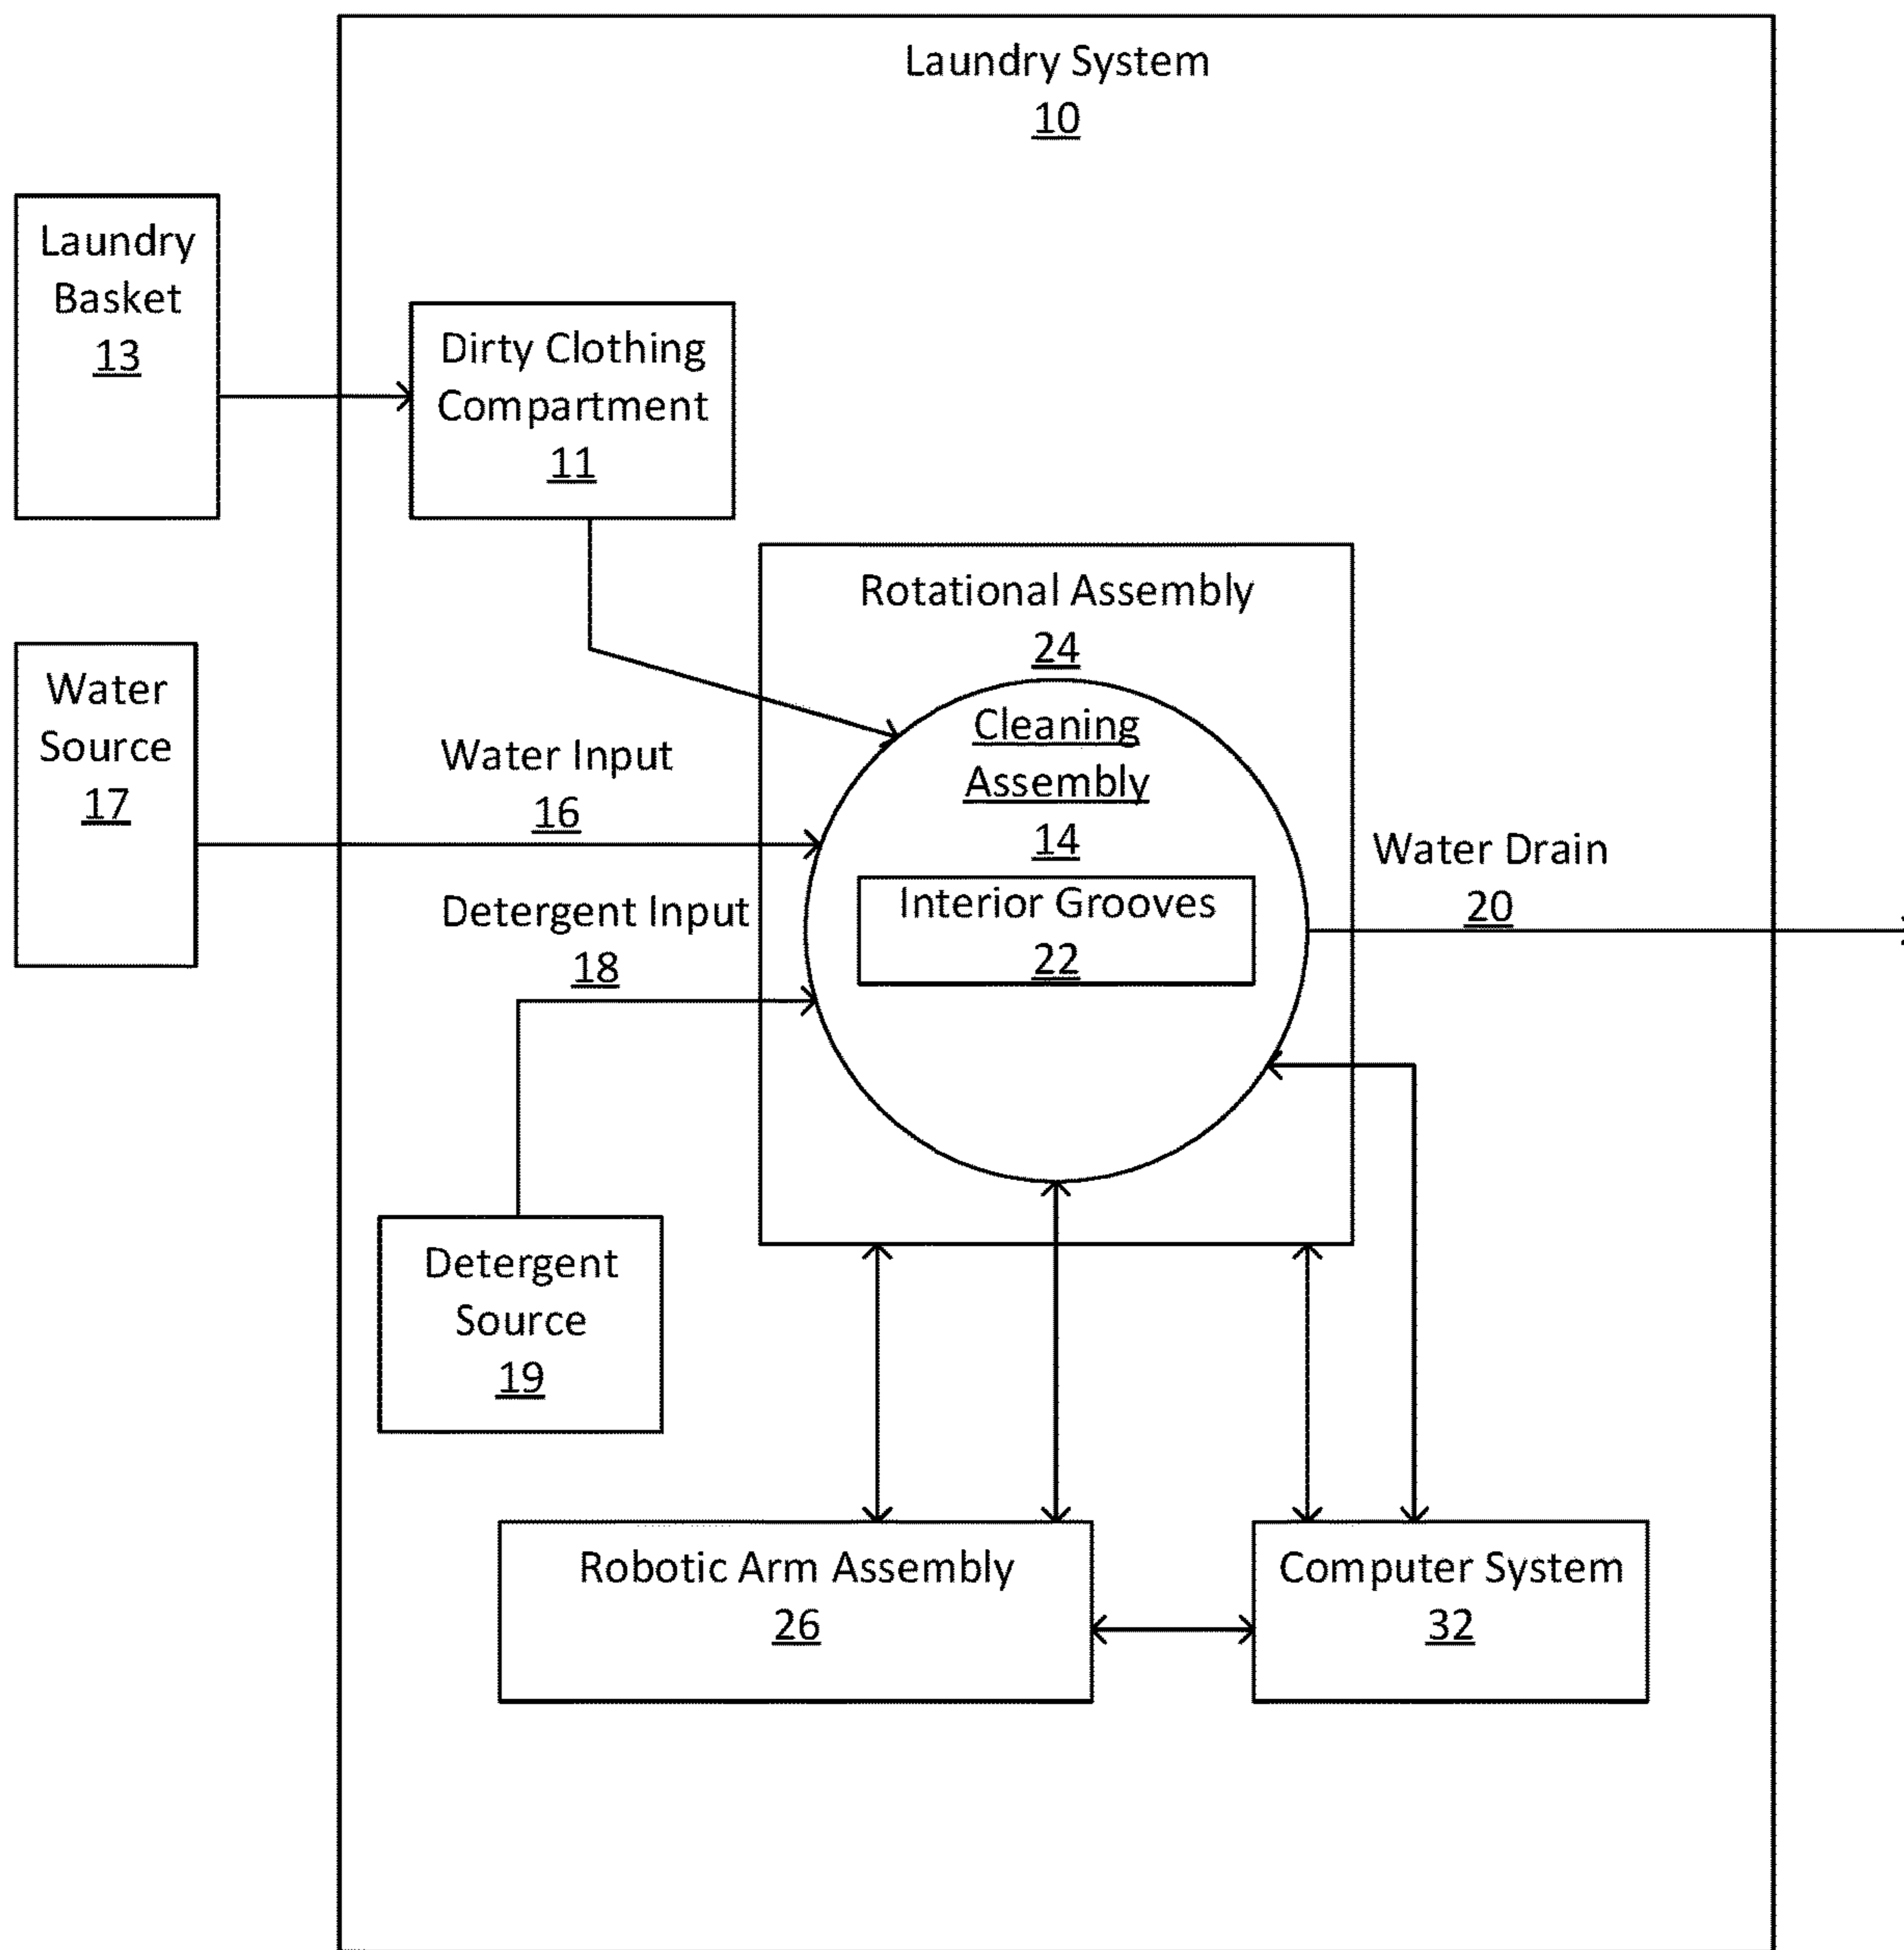 Laundry System
10
Laundry
Basket
13
Dirty Clothing
Compartment
11
Rotational Assembly
24
Water
Source
17
Cleaning
Assembly
14
Water Input
16
Water Drain
20
Interior Grooves
22
Detergent Input
18
Detergent
Source
19
Robotic Arm Assembly
26
Computer System
32